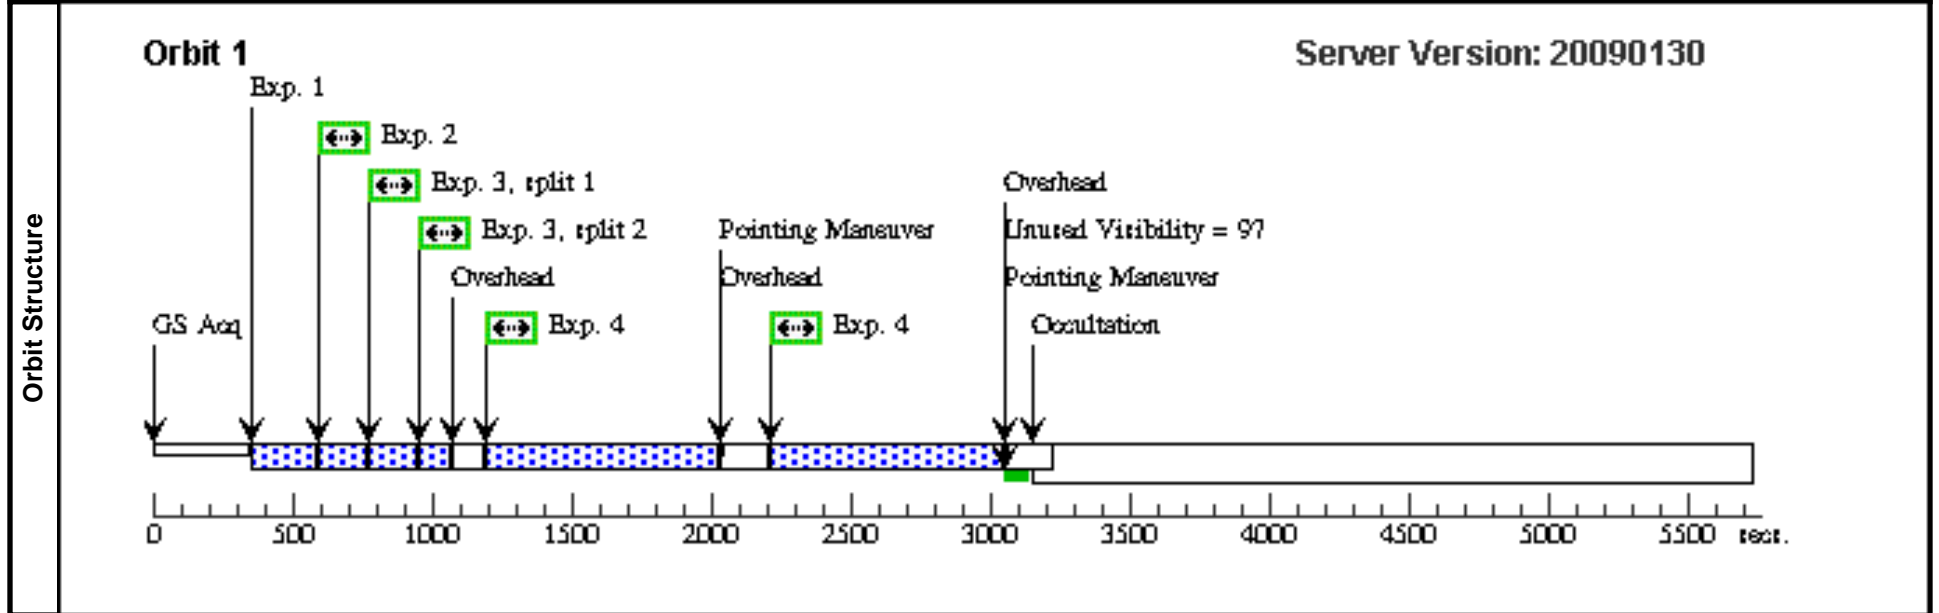 Orbit Structure
Orbit 1
Server Version: 20090130
Exp. 1
Exp. 2
Exp. 3, split 1
Overhead
Exp. 3, split 2
Pointing Maneuver
Unused Visibility = 97
Overhead
Overhead
Pointing Maneuver
GS Acq
Exp. 4
Exp. 4
Occultation
0 500 1000 1500 2000 2500 3000 3500 4000 4500 5000 5500 secs.